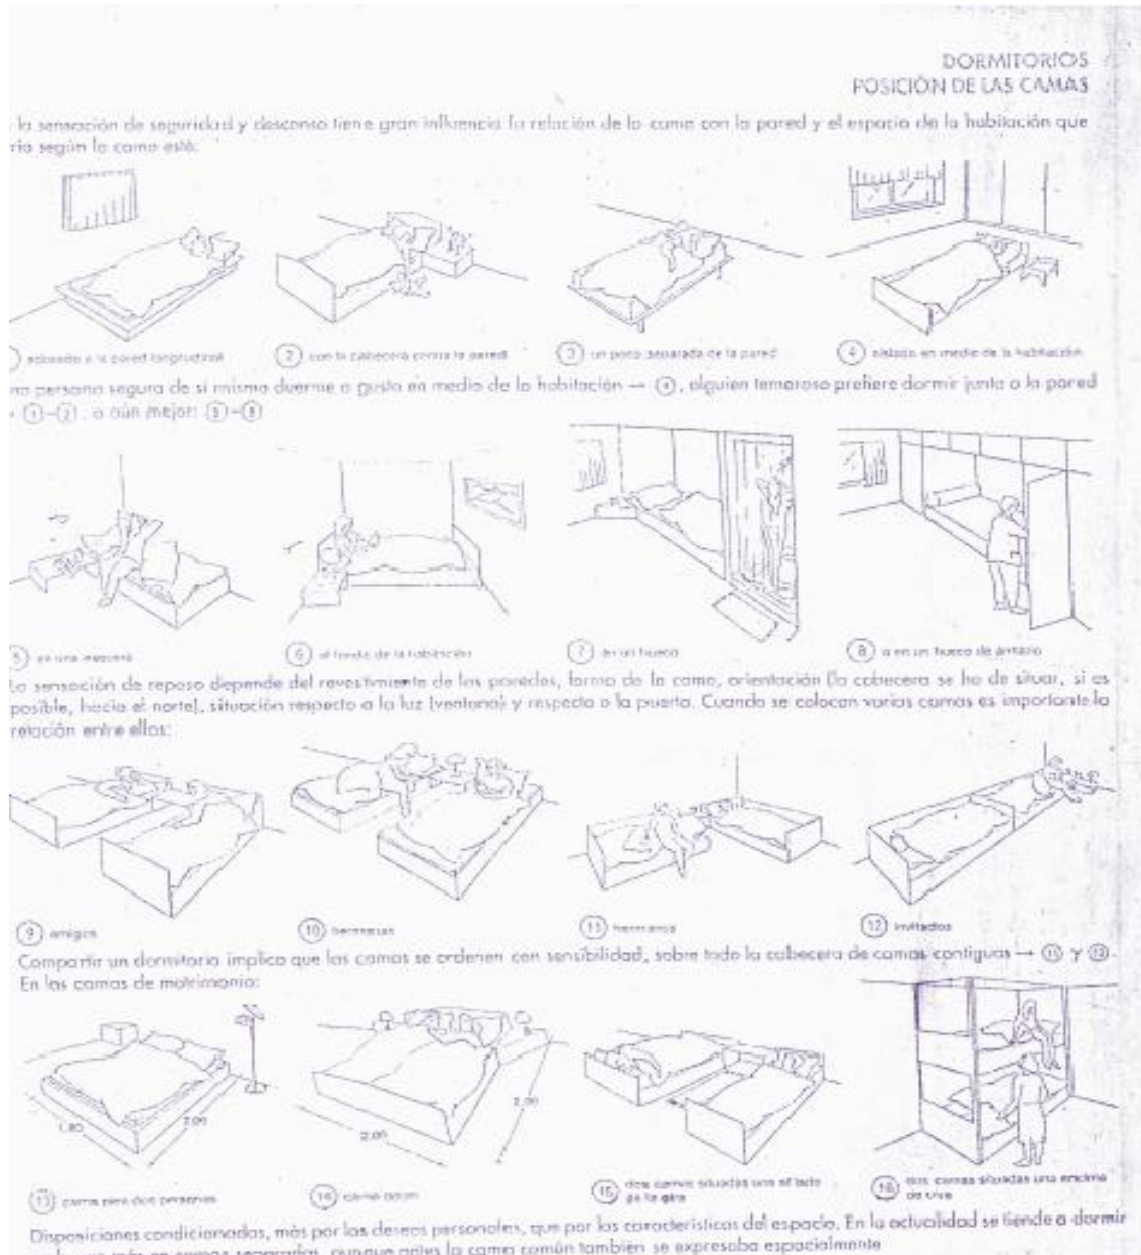 DORMITORIOS
POSICIÓN DE LAS CAMAS
la sensación de seguridad y descanso tiene gran influencia la relación de la cama con la pared y el espacio de la habitación que
ría según la cama esté:
adosada a la pared longitudinal
2 con la cabecera contra la pared
3 un poco separada de la pared
4 aislada en medio de la habitación
na persona segura de sí misma duerme a gusto en medio de la habitación → 4, alguien temeroso prefiere dormir junto a la pared
1-2, o aún mejor: 5-8
5 en una esquina
6 al fondo de la habitación
7 en un hueco
8 o en un hueco de armario
La sensación de reposo depende del revestimiento de las paredes, forma de la cama, orientación (la cabecera se ha de situar, si es
posible, hacia el norte), situación respecto a la luz (ventana) y respecto a la puerta. Cuando se colocan varias camas es importante la
relación entre ellas:
9 amigos
10 hermanas
11 hermanos
12 invitados
Compartir un dormitorio implica que las camas se ordenen con sensibilidad, sobre todo la cabecera de camas contiguas →
En las camas de matrimonio:
1,80
2,00
2,00
2,00
13 cama para dos personas
14 cama
15 dos camas situadas una al lado
de la otra
16 dos camas situadas una encima
de otra
Disposiciones condicionadas, más por los deseos personales, que por las características del espacio. En la actualidad se tiende a dormir
más en camas separadas, aunque antes la cama común también se expresaba espacialmente